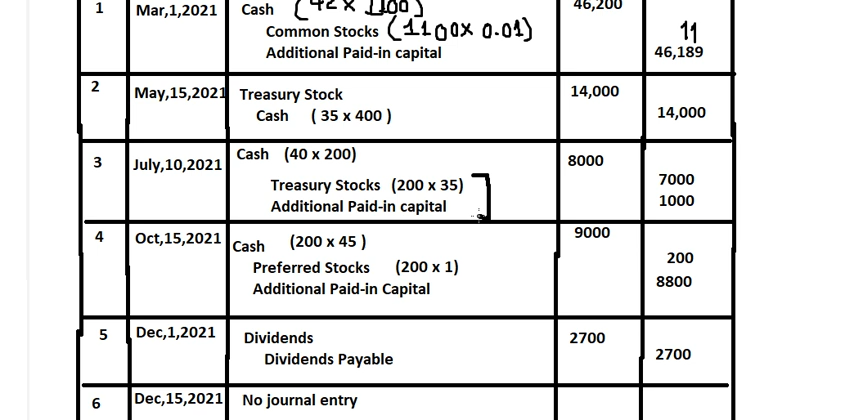 1 Mar,1,2021 Cash (42 x 1100) 46,200
Common Stocks (1100x 0.01) 11
Additional Paid-in capital 46,189
2 May,15,2021 Treasury Stock 14,000
Cash ( 35 x 400 ) 14,000
3 July,10,2021 Cash (40 x 200) 8000
Treasury Stocks (200 x 35) 7000
Additional Paid-in capital 1000
4 Oct,15,2021 Cash (200 x 45 ) 9000
Preferred Stocks (200 x 1) 200
Additional Paid-in Capital 8800
5 Dec,1,2021 Dividends 2700
Dividends Payable 2700
6 Dec,15,2021 No journal entry